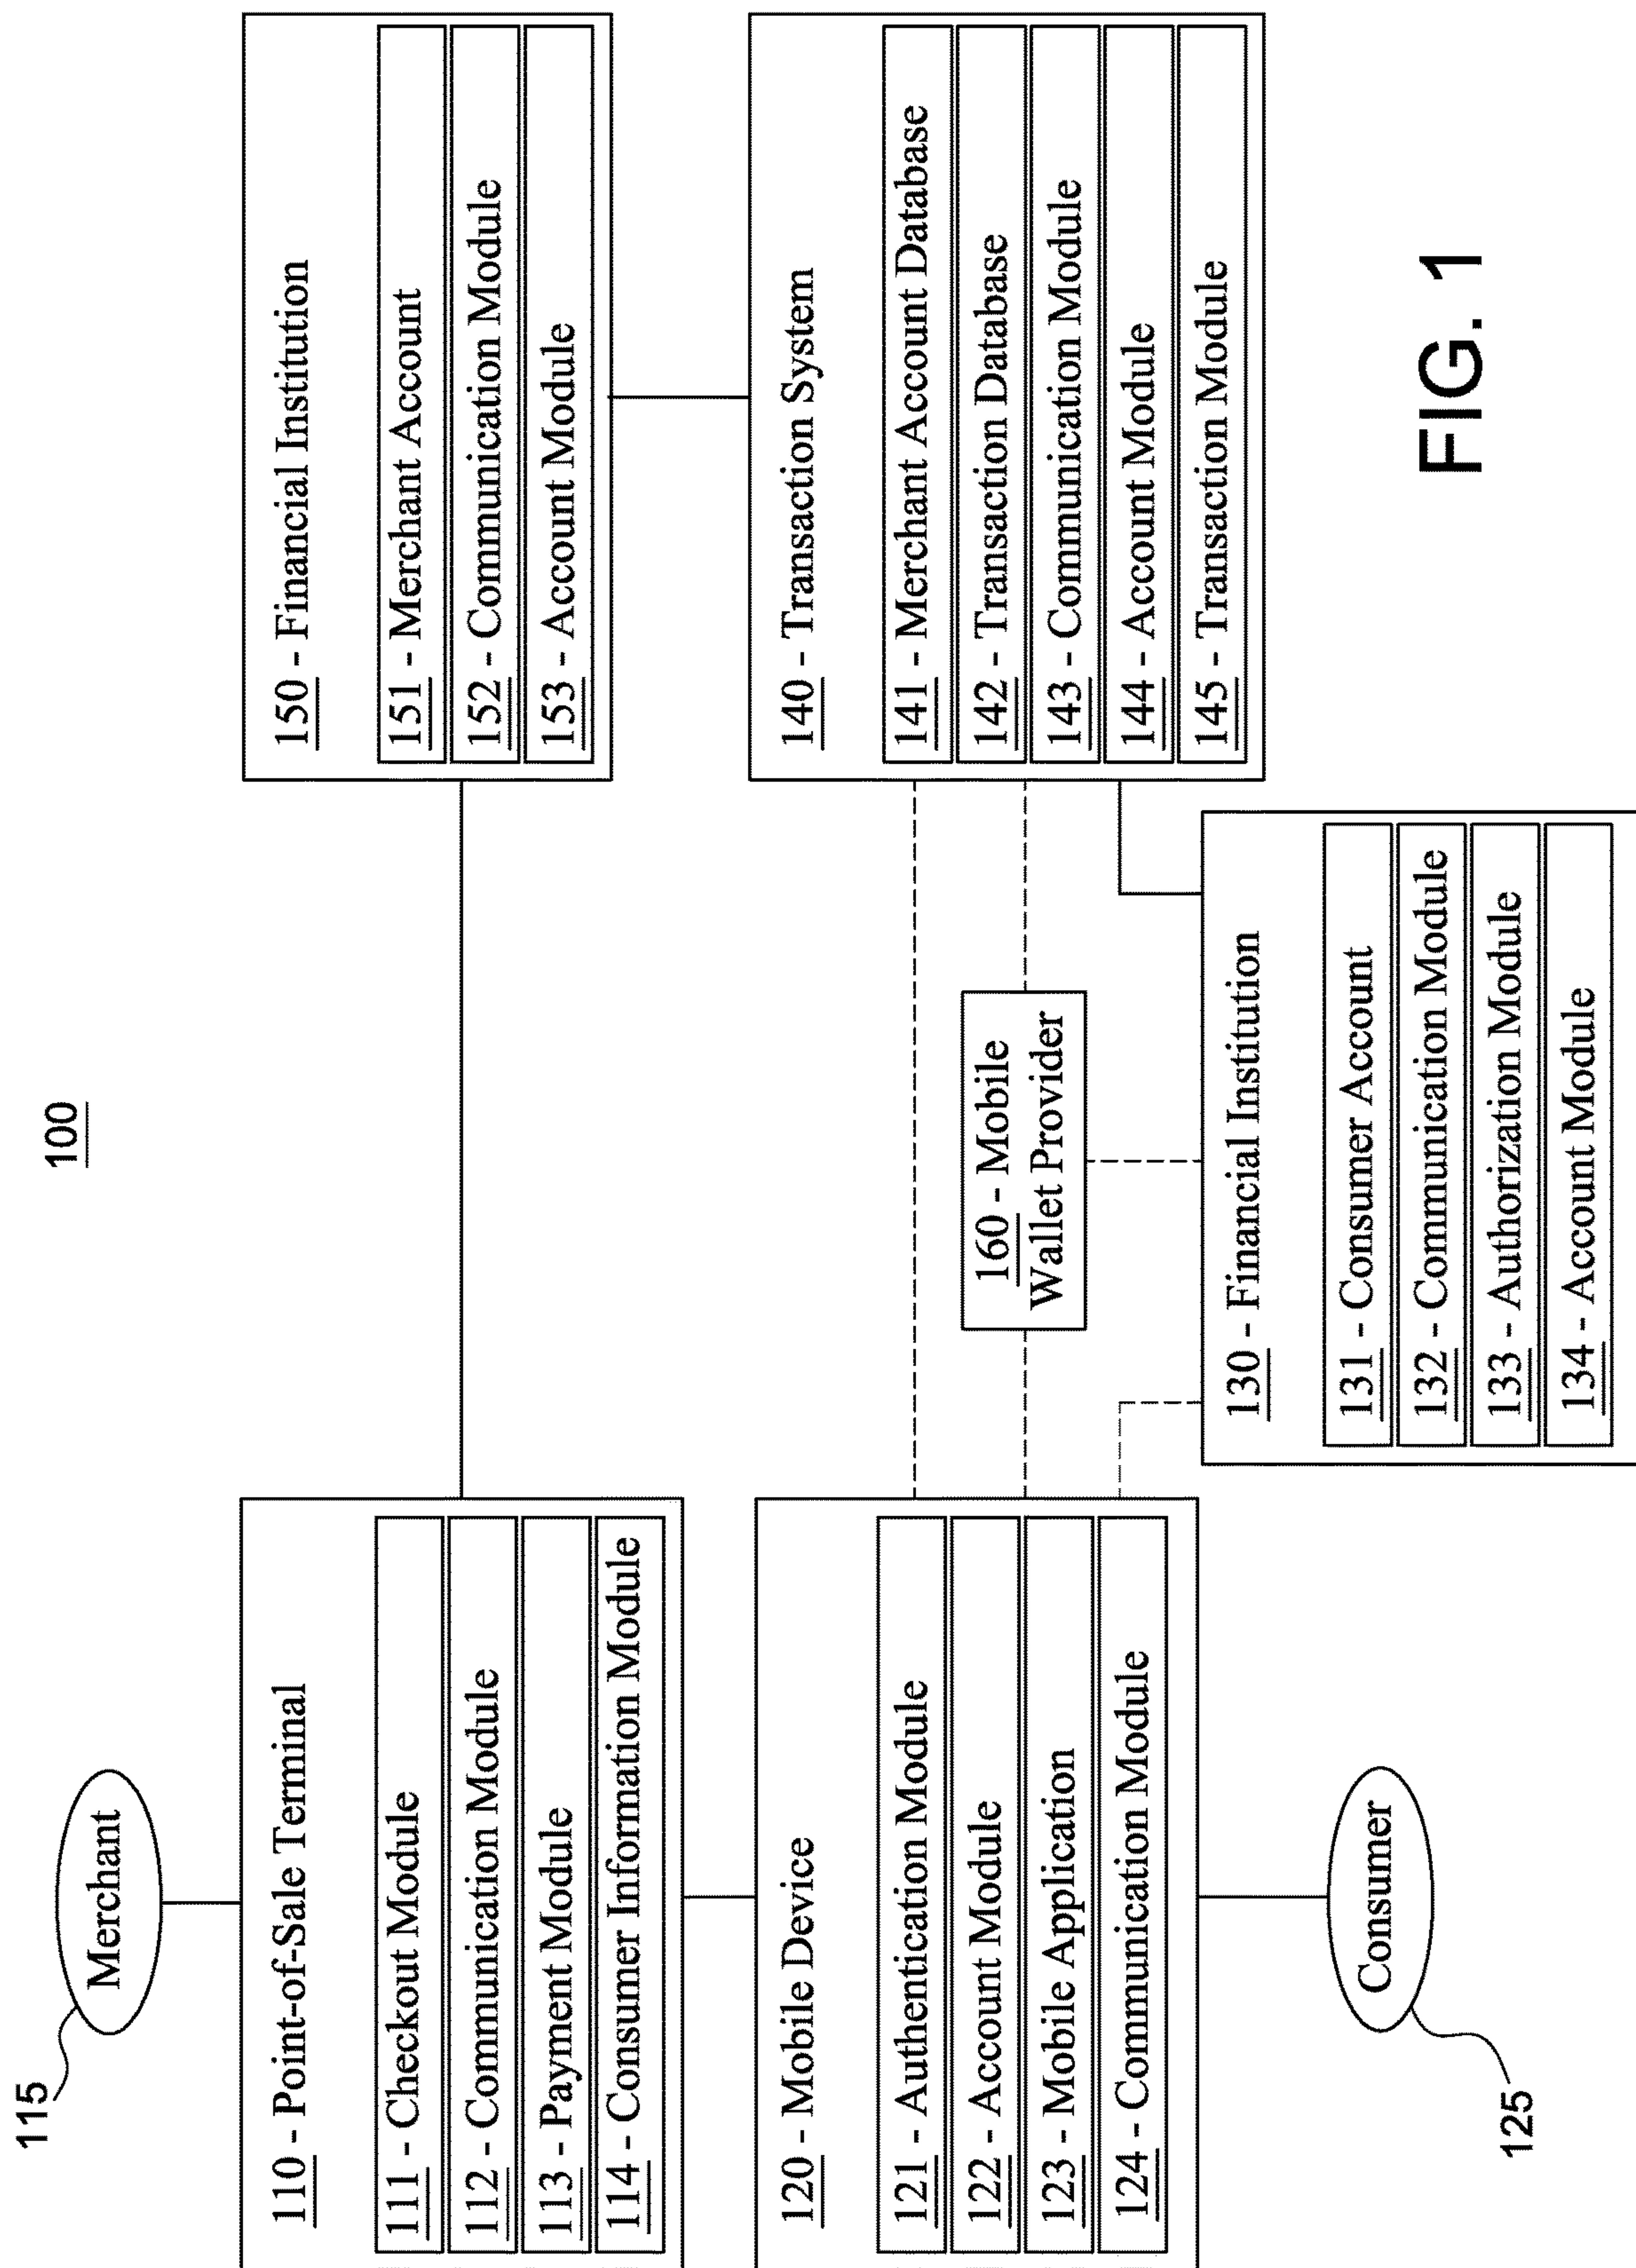 100
115
Merchant
110 - Point-of-Sale Terminal
111 - Checkout Module
112 - Communication Module
113 - Payment Module
114 - Consumer Information Module
150 - Financial Institution
151 - Merchant Account
152 - Communication Module
153 - Account Module
120 - Mobile Device
121 - Authentication Module
122 - Account Module
123 - Mobile Application
124 - Communication Module
160 - Mobile
Wallet Provider
140 - Transaction System
141 - Merchant Account Database
142 - Transaction Database
143 - Communication Module
144 - Account Module
145 - Transaction Module
130 - Financial Institution
131 - Consumer Account
132 - Communication Module
133 - Authorization Module
134 - Account Module
Consumer
125
FIG. 1